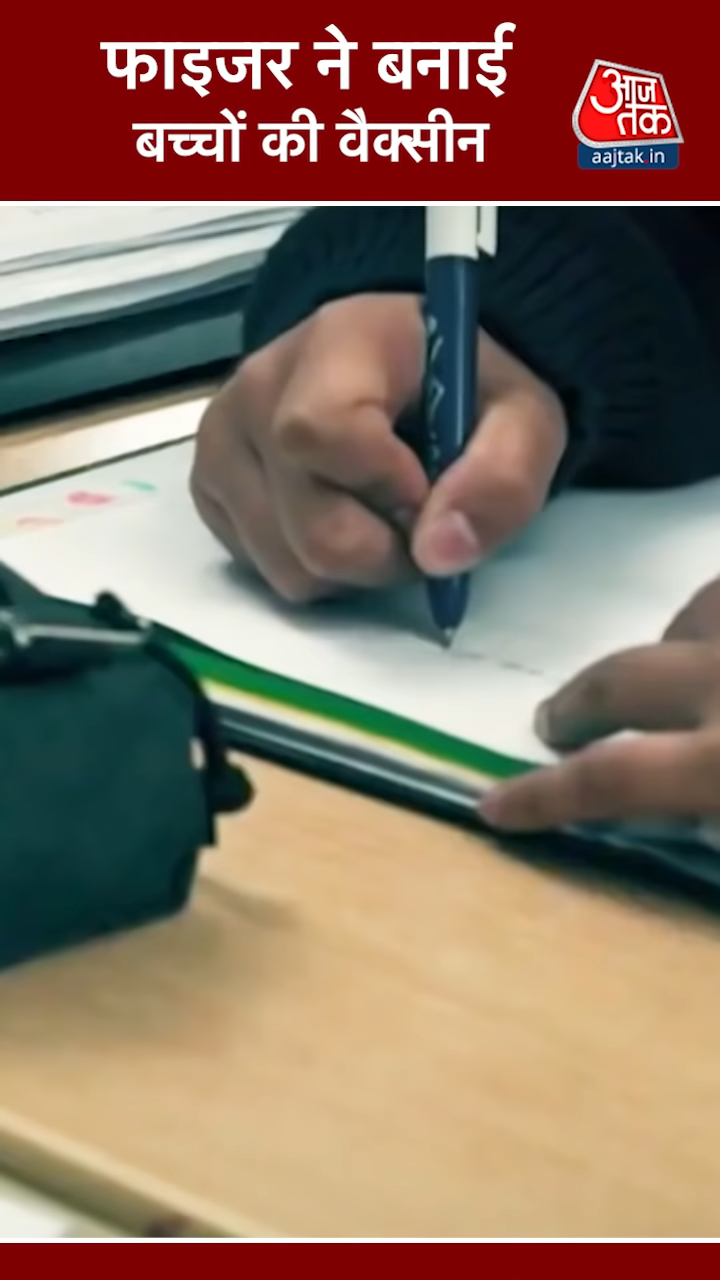 फाइजर ने बनाई
बच्चों की वैक्सीन
आज
तक
aajtak.in